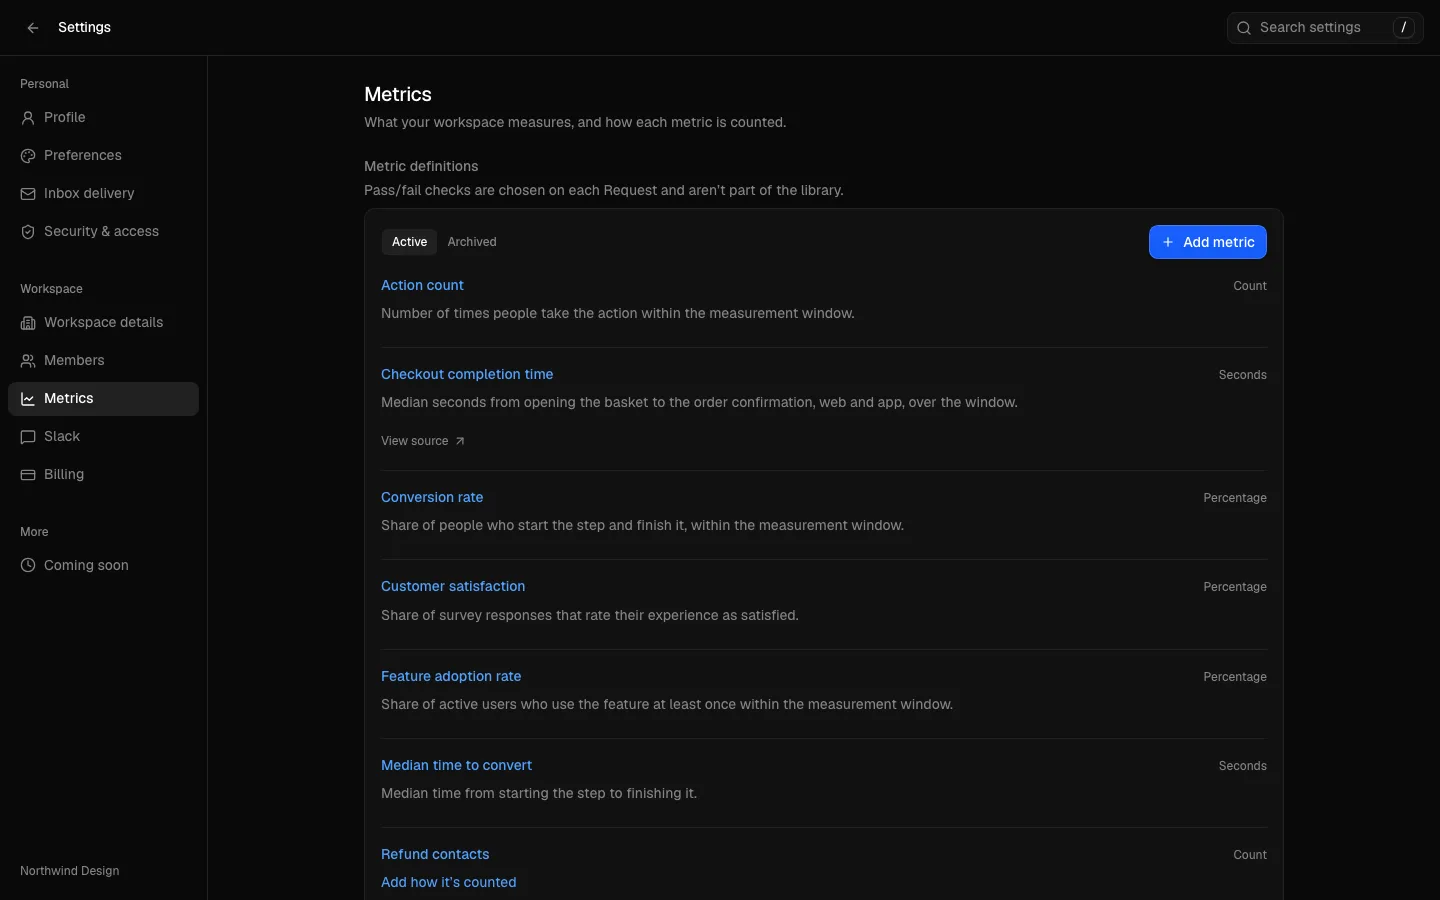 Settings
Search settings
/
Personal
Profile
Preferences
Inbox delivery
Security & access
Workspace
Workspace details
Members
Metrics
Slack
Billing
More
Coming soon
Northwind Design
Metrics
What your workspace measures, and how each metric is counted.
Metric definitions
Pass/fail checks are chosen on each Request and aren't part of the library.
Active
Archived
Add metric
Action count
Count
Number of times people take the action within the measurement window.
Checkout completion time
Seconds
Median seconds from opening the basket to the order confirmation, web and app, over the window.
View source
Conversion rate
Percentage
Share of people who start the step and finish it, within the measurement window.
Customer satisfaction
Percentage
Share of survey responses that rate their experience as satisfied.
Feature adoption rate
Percentage
Share of active users who use the feature at least once within the measurement window.
Median time to convert
Seconds
Median time from starting the step to finishing it.
Refund contacts
Count
Add how it's counted